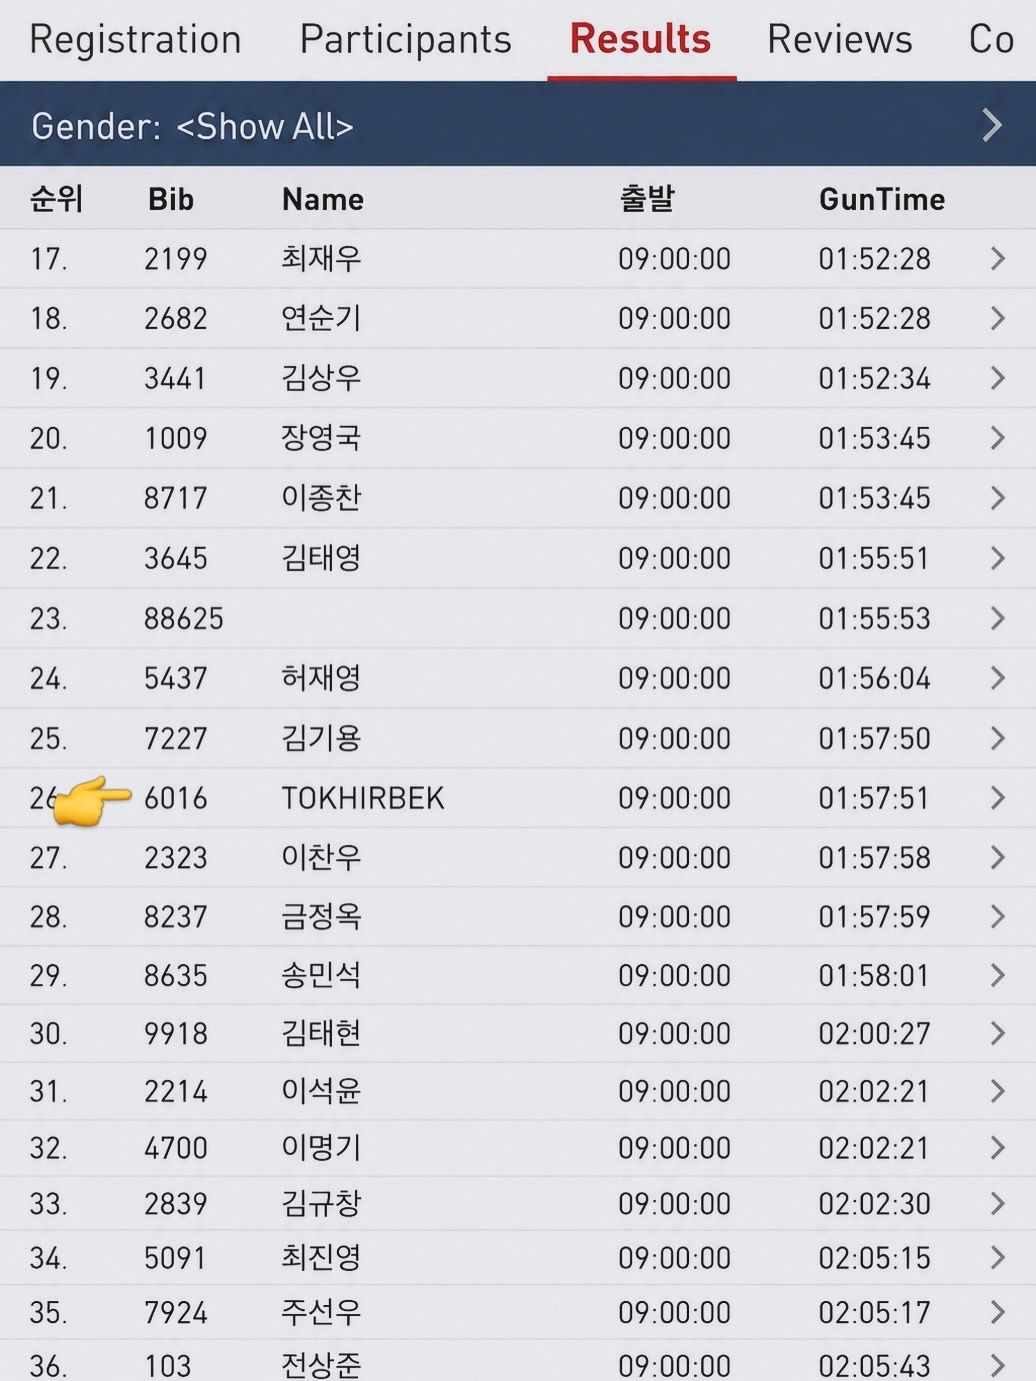 Registration Participants Results Reviews Co
Gender: <Show All>
순위 Bib Name 출발 GunTime
17. 2199 최재우 09:00:00 01:52:28
18. 2682 연순기 09:00:00 01:52:28
19. 3441 김상우 09:00:00 01:52:34
20. 1009 장영국 09:00:00 01:53:45
21. 8717 이종찬 09:00:00 01:53:45
22. 3645 김태영 09:00:00 01:55:51
23. 88625 09:00:00 01:55:53
24. 5437 허재영 09:00:00 01:56:04
25. 7227 김기용 09:00:00 01:57:50
26 6016 TOKHIRBEK 09:00:00 01:57:51
27. 2323 이찬우 09:00:00 01:57:58
28. 8237 금정옥 09:00:00 01:57:59
29. 8635 송민석 09:00:00 01:58:01
30. 9918 김태현 09:00:00 02:00:27
31. 2214 이석윤 09:00:00 02:02:21
32. 4700 이명기 09:00:00 02:02:21
33. 2839 김규창 09:00:00 02:02:30
34. 5091 최진영 09:00:00 02:05:15
35. 7924 주선우 09:00:00 02:05:17
36. 103 전상준 09:00:00 02:05:43